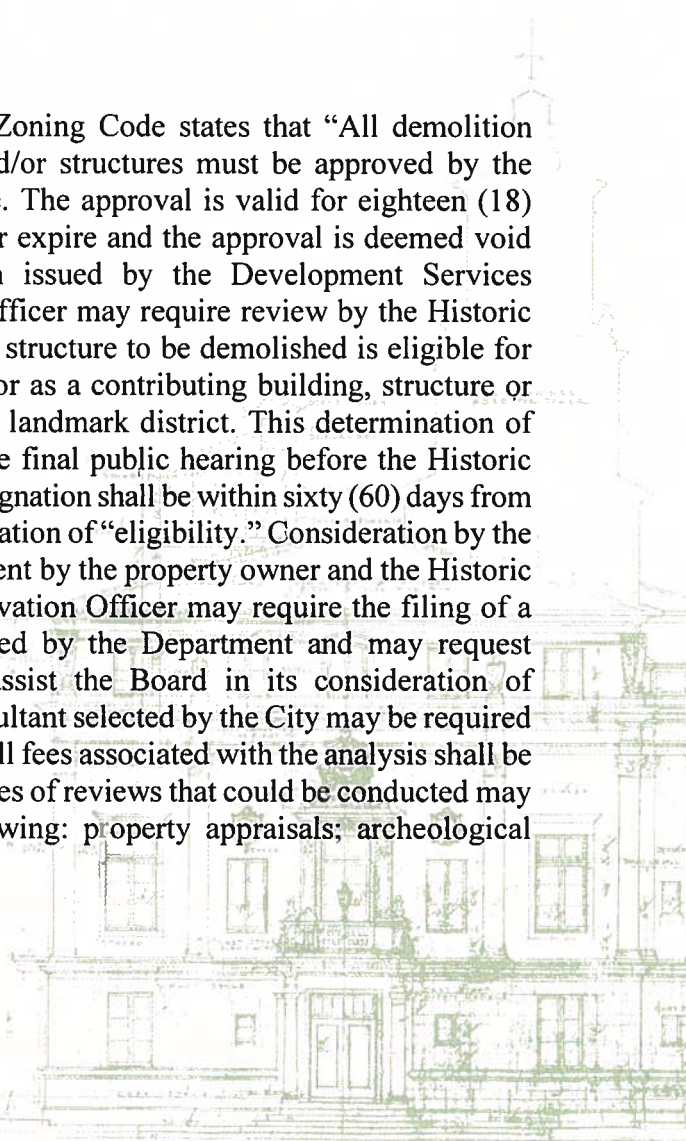 Zoning Code states that “All demolition
d/or structures must be approved by the
. The approval is valid for eighteen (18)
r expire and the approval is deemed void
issued by the Development Services
fficer may require review by the Historic
structure to be demolished is eligible for
or as a contributing building, structure or
landmark district. This determination of
e final public hearing before the Historic
gnation shall be within sixty (60) days from
ation of “eligibility.” Consideration by the
ent by the property owner and the Historic
vation Officer may require the filing of a
ed by the Department and may request
assist the Board in its consideration of
ultant selected by the City may be required
ll fees associated with the analysis shall be
es of reviews that could be conducted may
wing: property appraisals; archeological